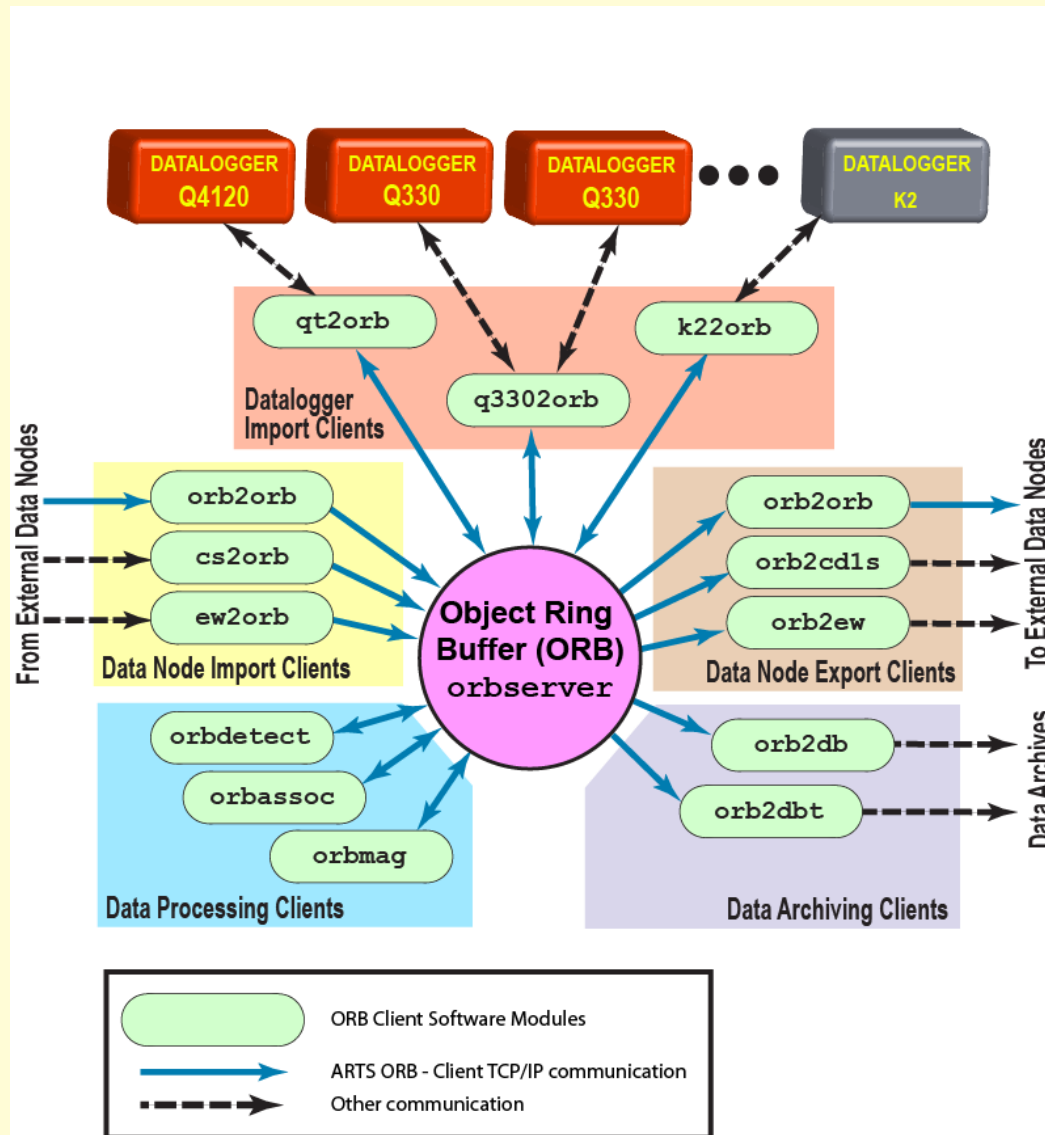 DATALOGGER
Q4120
DATALOGGER
Q330
DATALOGGER
Q330
DATALOGGER
K2
qt2orb
k22orb
q3302orb
Datalogger
Import Clients
From External Data Nodes
orb2orb
cs2orb
ew2orb
Data Node Import Clients
orb2orb
orb2cd1s
orb2ew
Data Node Export Clients
To External Data Nodes
Object Ring
Buffer (ORB)
orbserver
orbdetect
orbassoc
orbmag
Data Processing Clients
orb2db
orb2dbt
Data Archiving Clients
Data Archives
ORB Client Software Modules
ARTS ORB - Client TCP/IP communication
Other communication